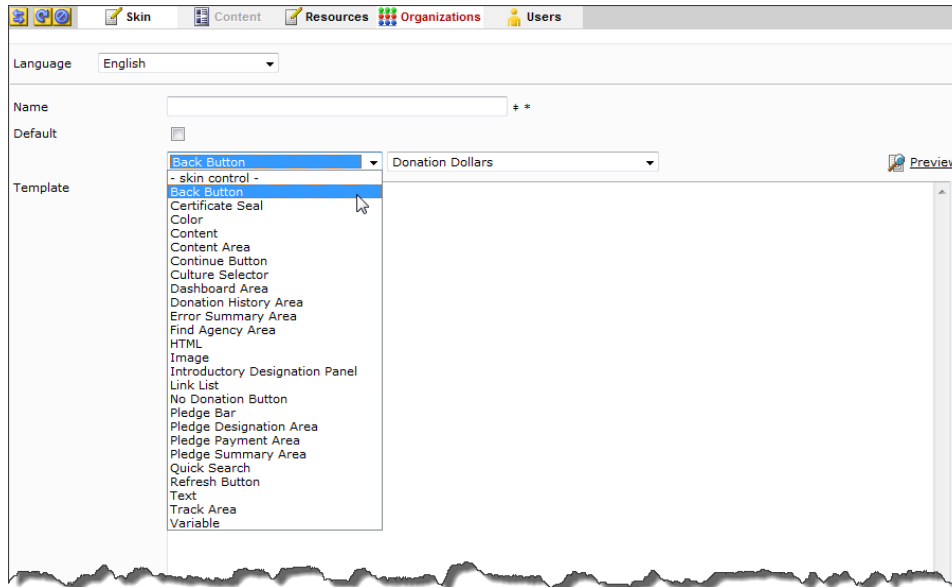 Skin Content Resources Organizations Users
Language English
Name ‡ *
Default
Back Button Donation Dollars Preview
Template
- skin control -
Back Button
Certificate Seal
Color
Content
Content Area
Continue Button
Culture Selector
Dashboard Area
Donation History Area
Error Summary Area
Find Agency Area
HTML
Image
Introductory Designation Panel
Link List
No Donation Button
Pledge Bar
Pledge Designation Area
Pledge Payment Area
Pledge Summary Area
Quick Search
Refresh Button
Text
Track Area
Variable